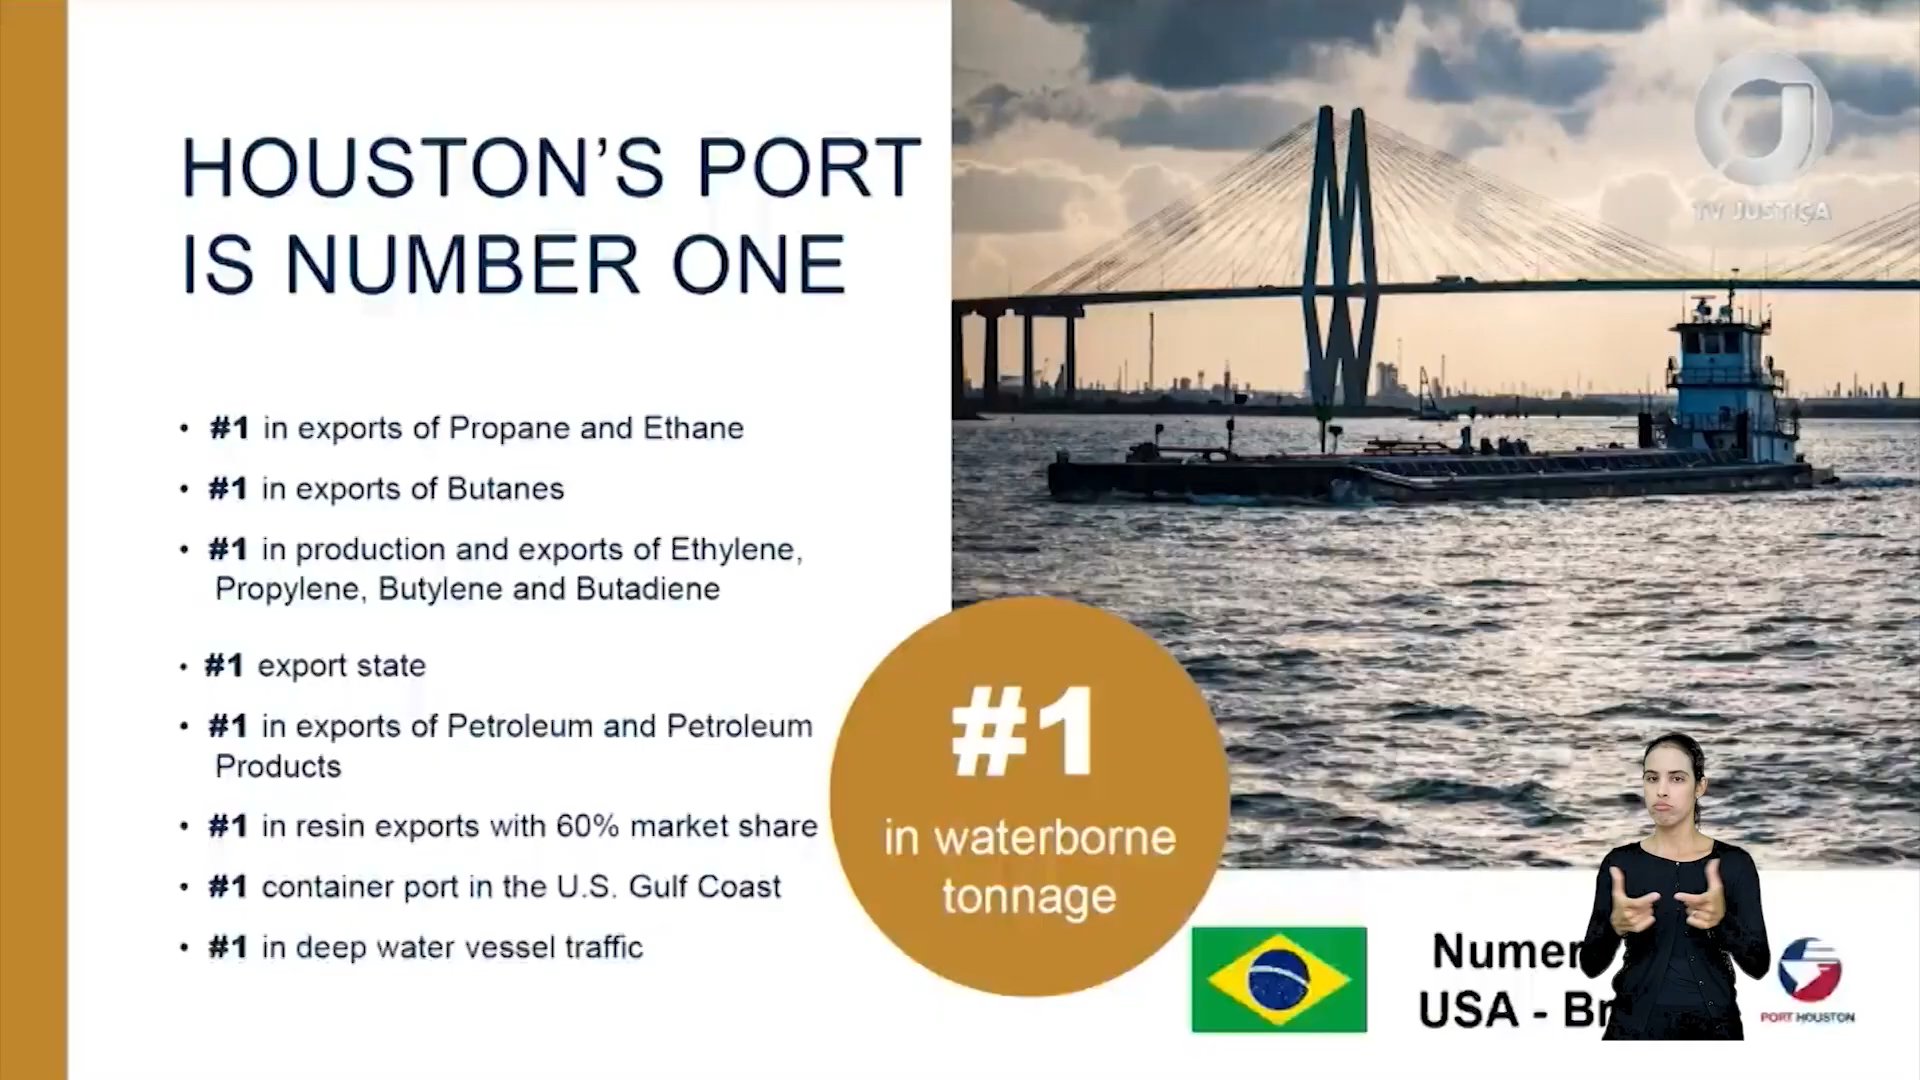 HOUSTON'S PORT
IS NUMBER ONE
• #1 in exports of Propane and Ethane
• #1 in exports of Butanes
• #1 in production and exports of Ethylene,
Propylene, Butylene and Butadiene
• #1 export state
• #1 in exports of Petroleum and Petroleum
Products
• #1 in resin exports with 60% market share
• #1 container port in the U.S. Gulf Coast
• #1 in deep water vessel traffic
#1
in waterborne
tonnage
TV JUSTIÇA
USA -
PORT HOUSTON